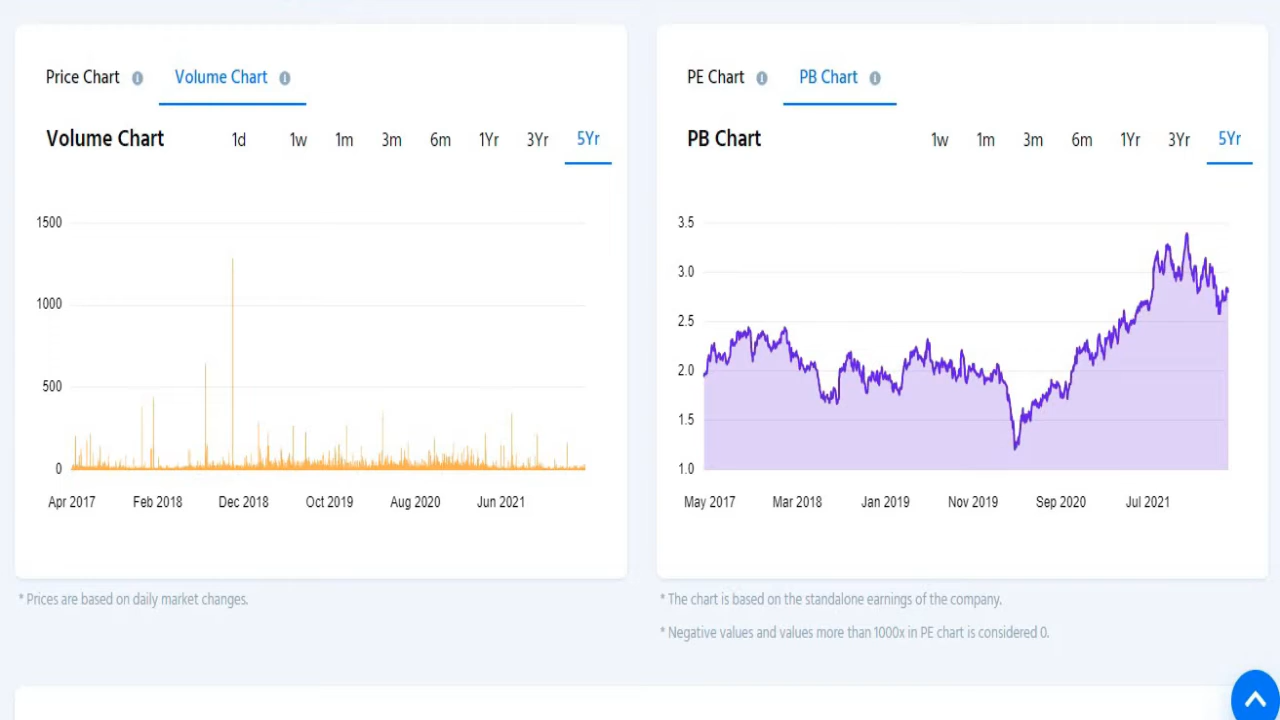 Price Chart Volume Chart
Volume Chart 1d 1w 1m 3m 6m 1Yr 3Yr 5Yr
1500
1000
500
0
Apr 2017 Feb 2018 Dec 2018 Oct 2019 Aug 2020 Jun 2021
* Prices are based on daily market changes.
PE Chart PB Chart
PB Chart 1w 1m 3m 6m 1Yr 3Yr 5Yr
3.5
3.0
2.5
2.0
1.5
1.0
May 2017 Mar 2018 Jan 2019 Nov 2019 Sep 2020 Jul 2021
* The chart is based on the standalone earnings of the company.
* Negative values and values more than 1000x in PE chart is considered 0.